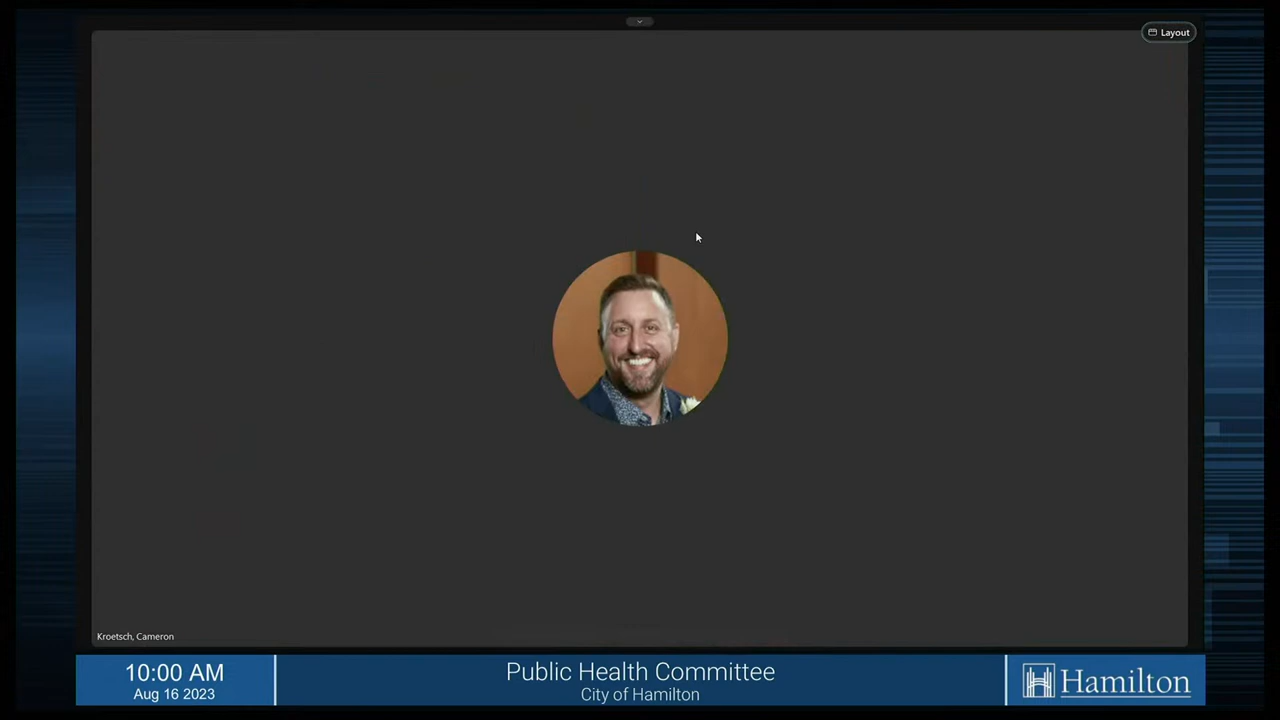 Layout
Kroetsch, Cameron
10:00 AM
Aug 16 2023
Public Health Committee
City of Hamilton
Hamilton